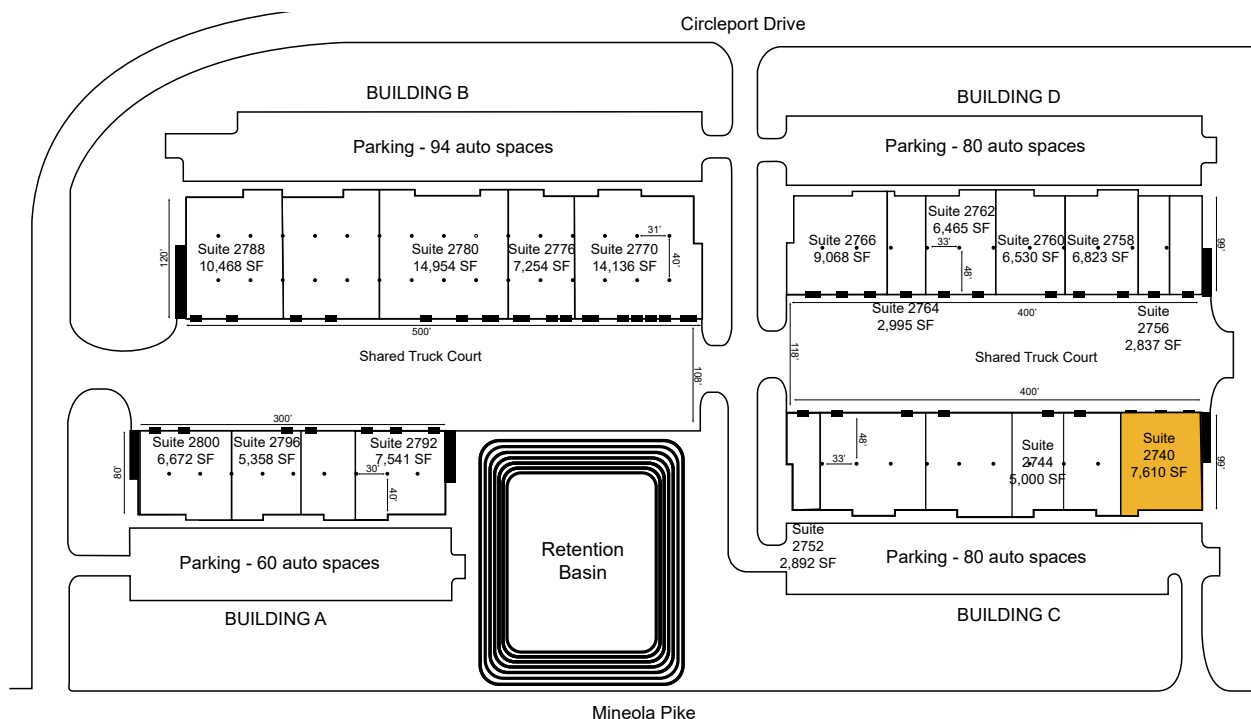 Circleport Drive
BUILDING B
BUILDING D
Parking - 94 auto spaces
Parking - 80 auto spaces
120'
Suite 2788
10,468 SF
Suite 2780
14,954 SF
Suite 2776
7,254 SF
Suite 2770
14,136 SF
31'
40'
Suite 2766
9,068 SF
Suite 2762
6,465 SF
33'
48'
Suite 2760
6,530 SF
Suite 2758
6,823 SF
99'
500'
Suite 2764
2,995 SF
400'
Suite
2756
2,837 SF
Shared Truck Court
108'
118'
Shared Truck Court
400'
300'
80'
Suite 2800
6,672 SF
Suite 2796
5,358 SF
Suite 2792
7,541 SF
30'
40'
48'
33'
Suite
2744
5,000 SF
Suite
2740
7,610 SF
99'
Retention
Basin
Suite
2752
2,892 SF
Parking - 60 auto spaces
Parking - 80 auto spaces
BUILDING A
BUILDING C
Mineola Pike